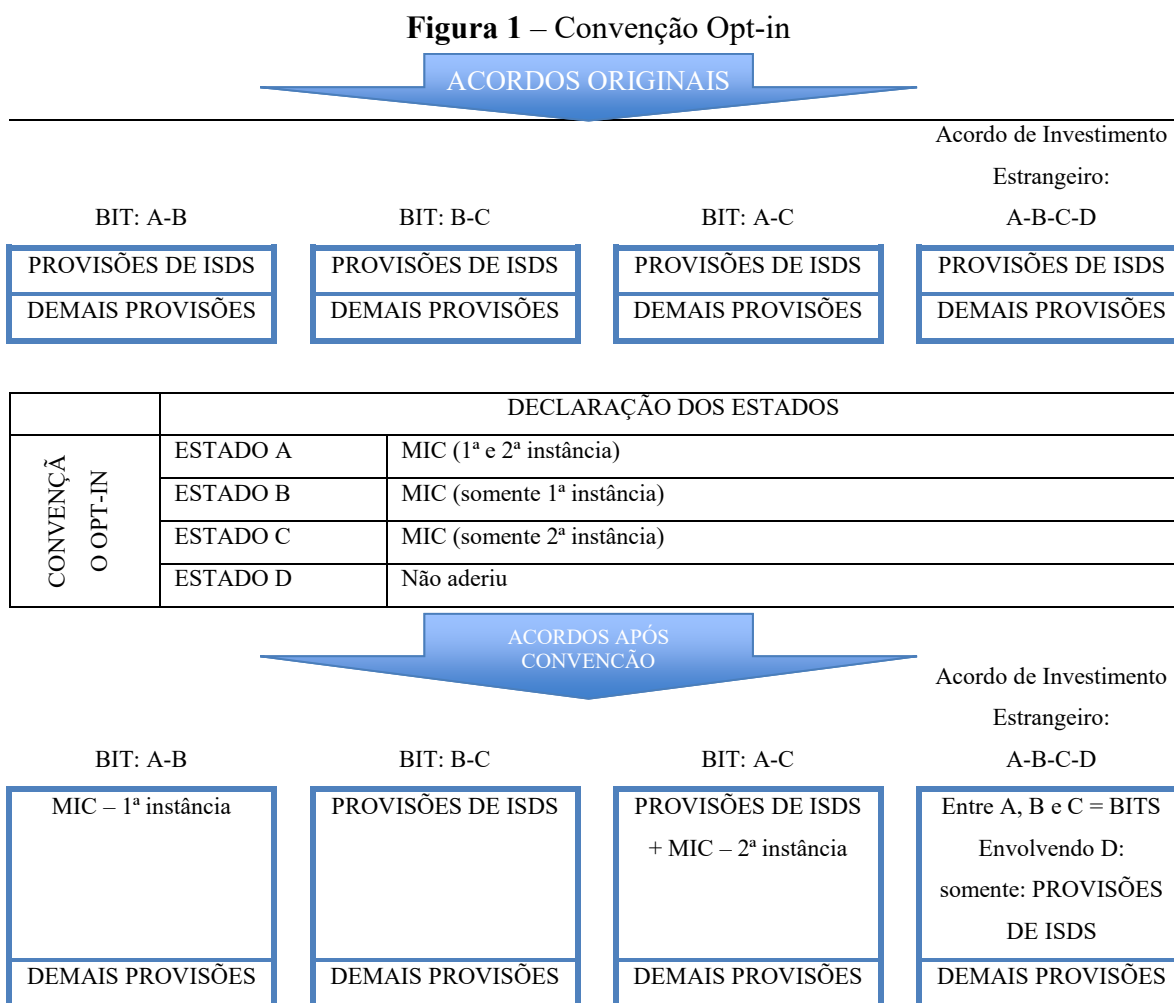 Figura 1 – Convenção Opt-in
ACORDOS ORIGINAIS
Acordo de Investimento
Estrangeiro:
BIT: A-B
BIT: B-C
BIT: A-C
A-B-C-D
PROVISÕES DE ISDS
PROVISÕES DE ISDS
PROVISÕES DE ISDS
PROVISÕES DE ISDS
DEMAIS PROVISÕES
DEMAIS PROVISÕES
DEMAIS PROVISÕES
DEMAIS PROVISÕES
DECLARAÇÃO DOS ESTADOS
CONVENÇÃ
O OPT-IN
ESTADO A
MIC (1ª e 2ª instância)
ESTADO B
MIC (somente 1ª instância)
ESTADO C
MIC (somente 2ª instância)
ESTADO D
Não aderiu
ACORDOS APÓS
CONVENCÃO
Acordo de Investimento
Estrangeiro:
BIT: A-B
BIT: B-C
BIT: A-C
A-B-C-D
MIC – 1ª instância
PROVISÕES DE ISDS
PROVISÕES DE ISDS
+ MIC – 2ª instância
Entre A, B e C = BITS
Envolvendo D:
somente: PROVISÕES
DE ISDS
DEMAIS PROVISÕES
DEMAIS PROVISÕES
DEMAIS PROVISÕES
DEMAIS PROVISÕES